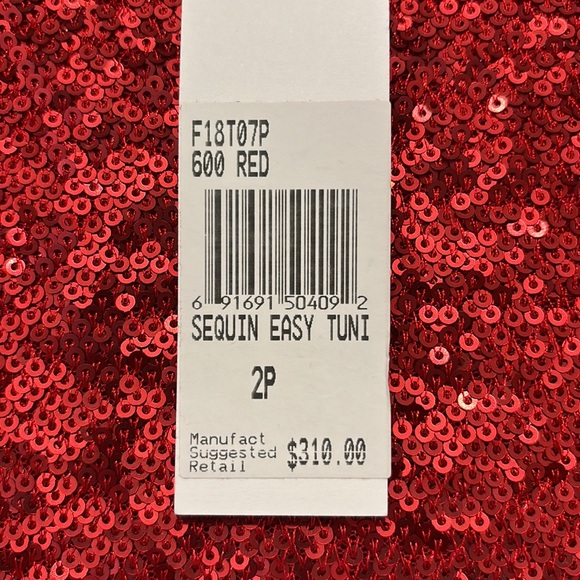 F18T07P
600 RED
6 91691 50409 2
SEQUIN EASY TUNI
2P
Manufact
Suggested
Retail $310.00